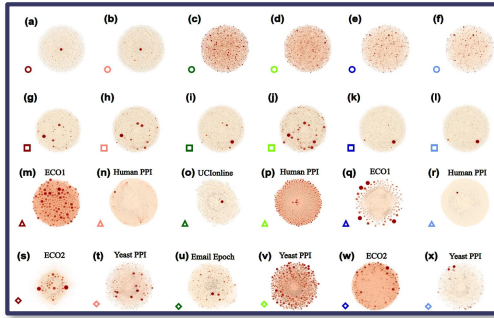 (a) (b) (c) (d) (e) (f)
(g) (h) (i) (j) (k) (l)
(m) ECO1 (n) Human PPI (o) UCIonline (p) Human PPI (q) ECO1 (r) Human PPI
(s) ECO2 (t) Yeast PPI (u) Email Epoch (v) Yeast PPI (w) ECO2 (x) Yeast PPI